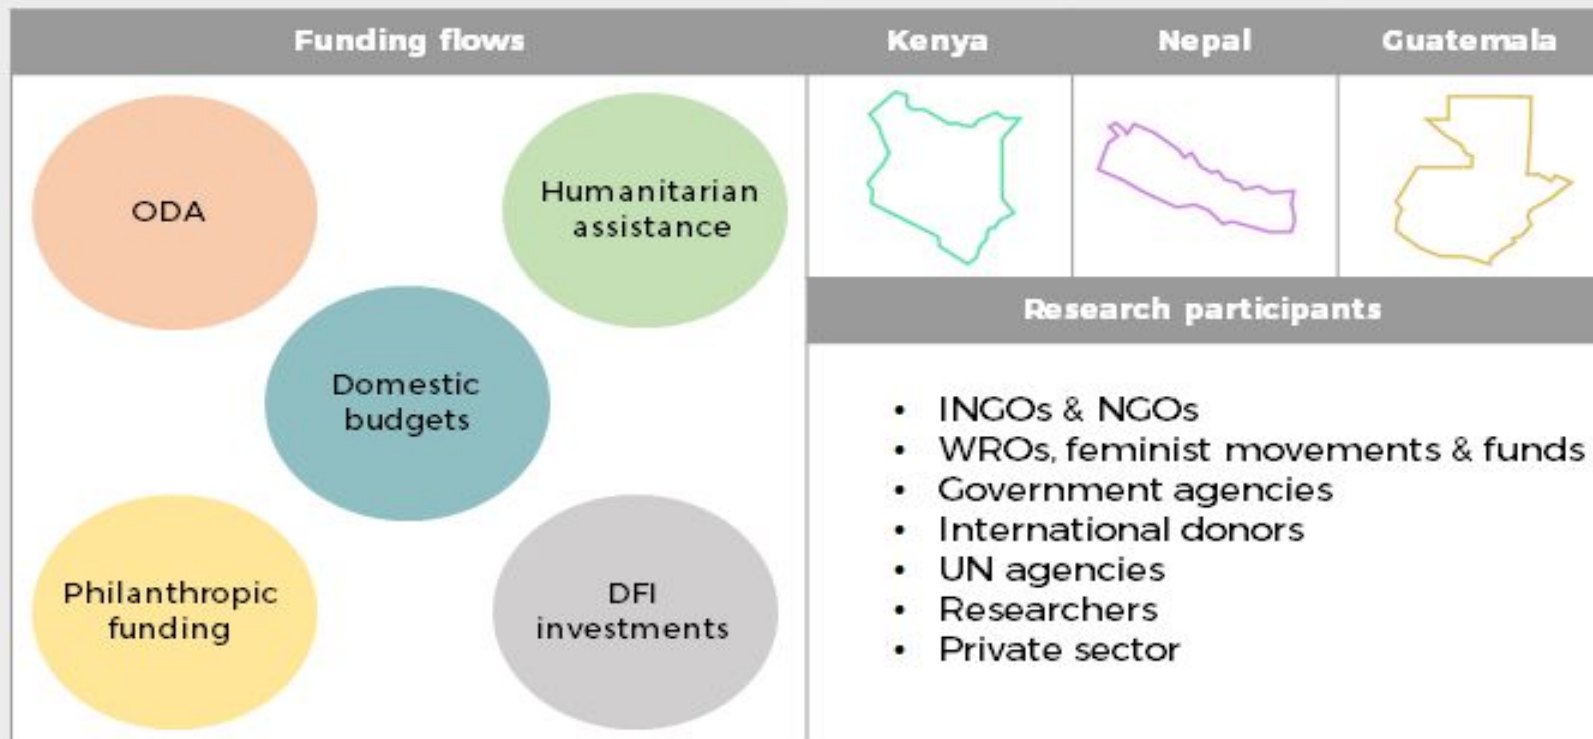 Funding flows
Kenya
Nepal
Guatemala
ODA
Humanitarian
assistance
Domestic
budgets
Philanthropic
funding
DFI
investments
Research participants
• INGOs & NGOs
• WROs, feminist movements & funds
• Government agencies
• International donors
• UN agencies
• Researchers
• Private sector